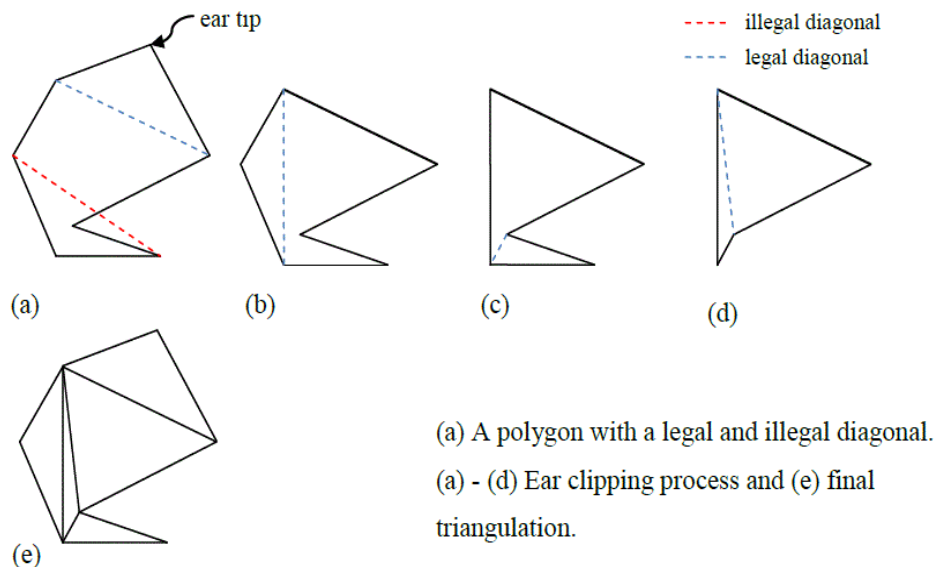 ear tip
illegal diagonal
legal diagonal
(a)
(b)
(c)
(d)
(a) A polygon with a legal and illegal diagonal.
(a) - (d) Ear clipping process and (e) final
triangulation.
(e)